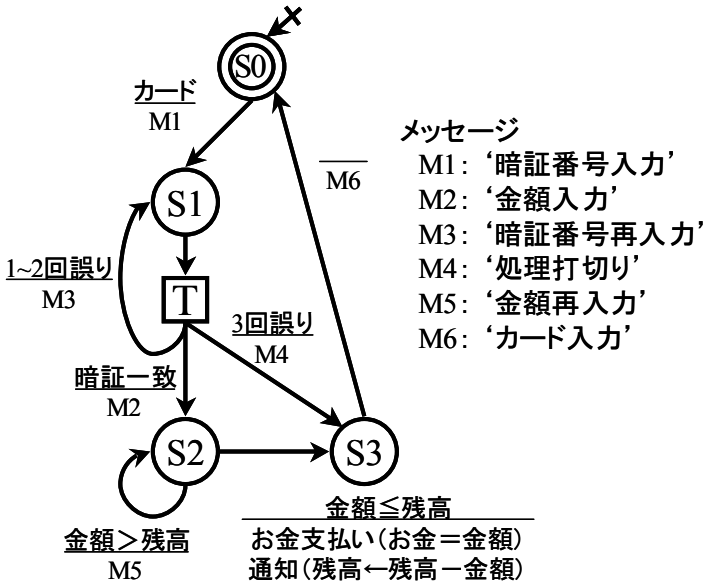 S0
カード
M1
M6
S1
1~2回誤り
M3
T
3回誤り
M4
暗証一致
M2
S2
S3
金額>残高
M5
金額≦残高
お金支払い(お金=金額)
通知(残高←残高-金額)
メッセージ
M1: ‘暗証番号入力’
M2: ‘金額入力’
M3: ‘暗証番号再入力’
M4: ‘処理打切り’
M5: ‘金額再入力’
M6: ‘カード入力’